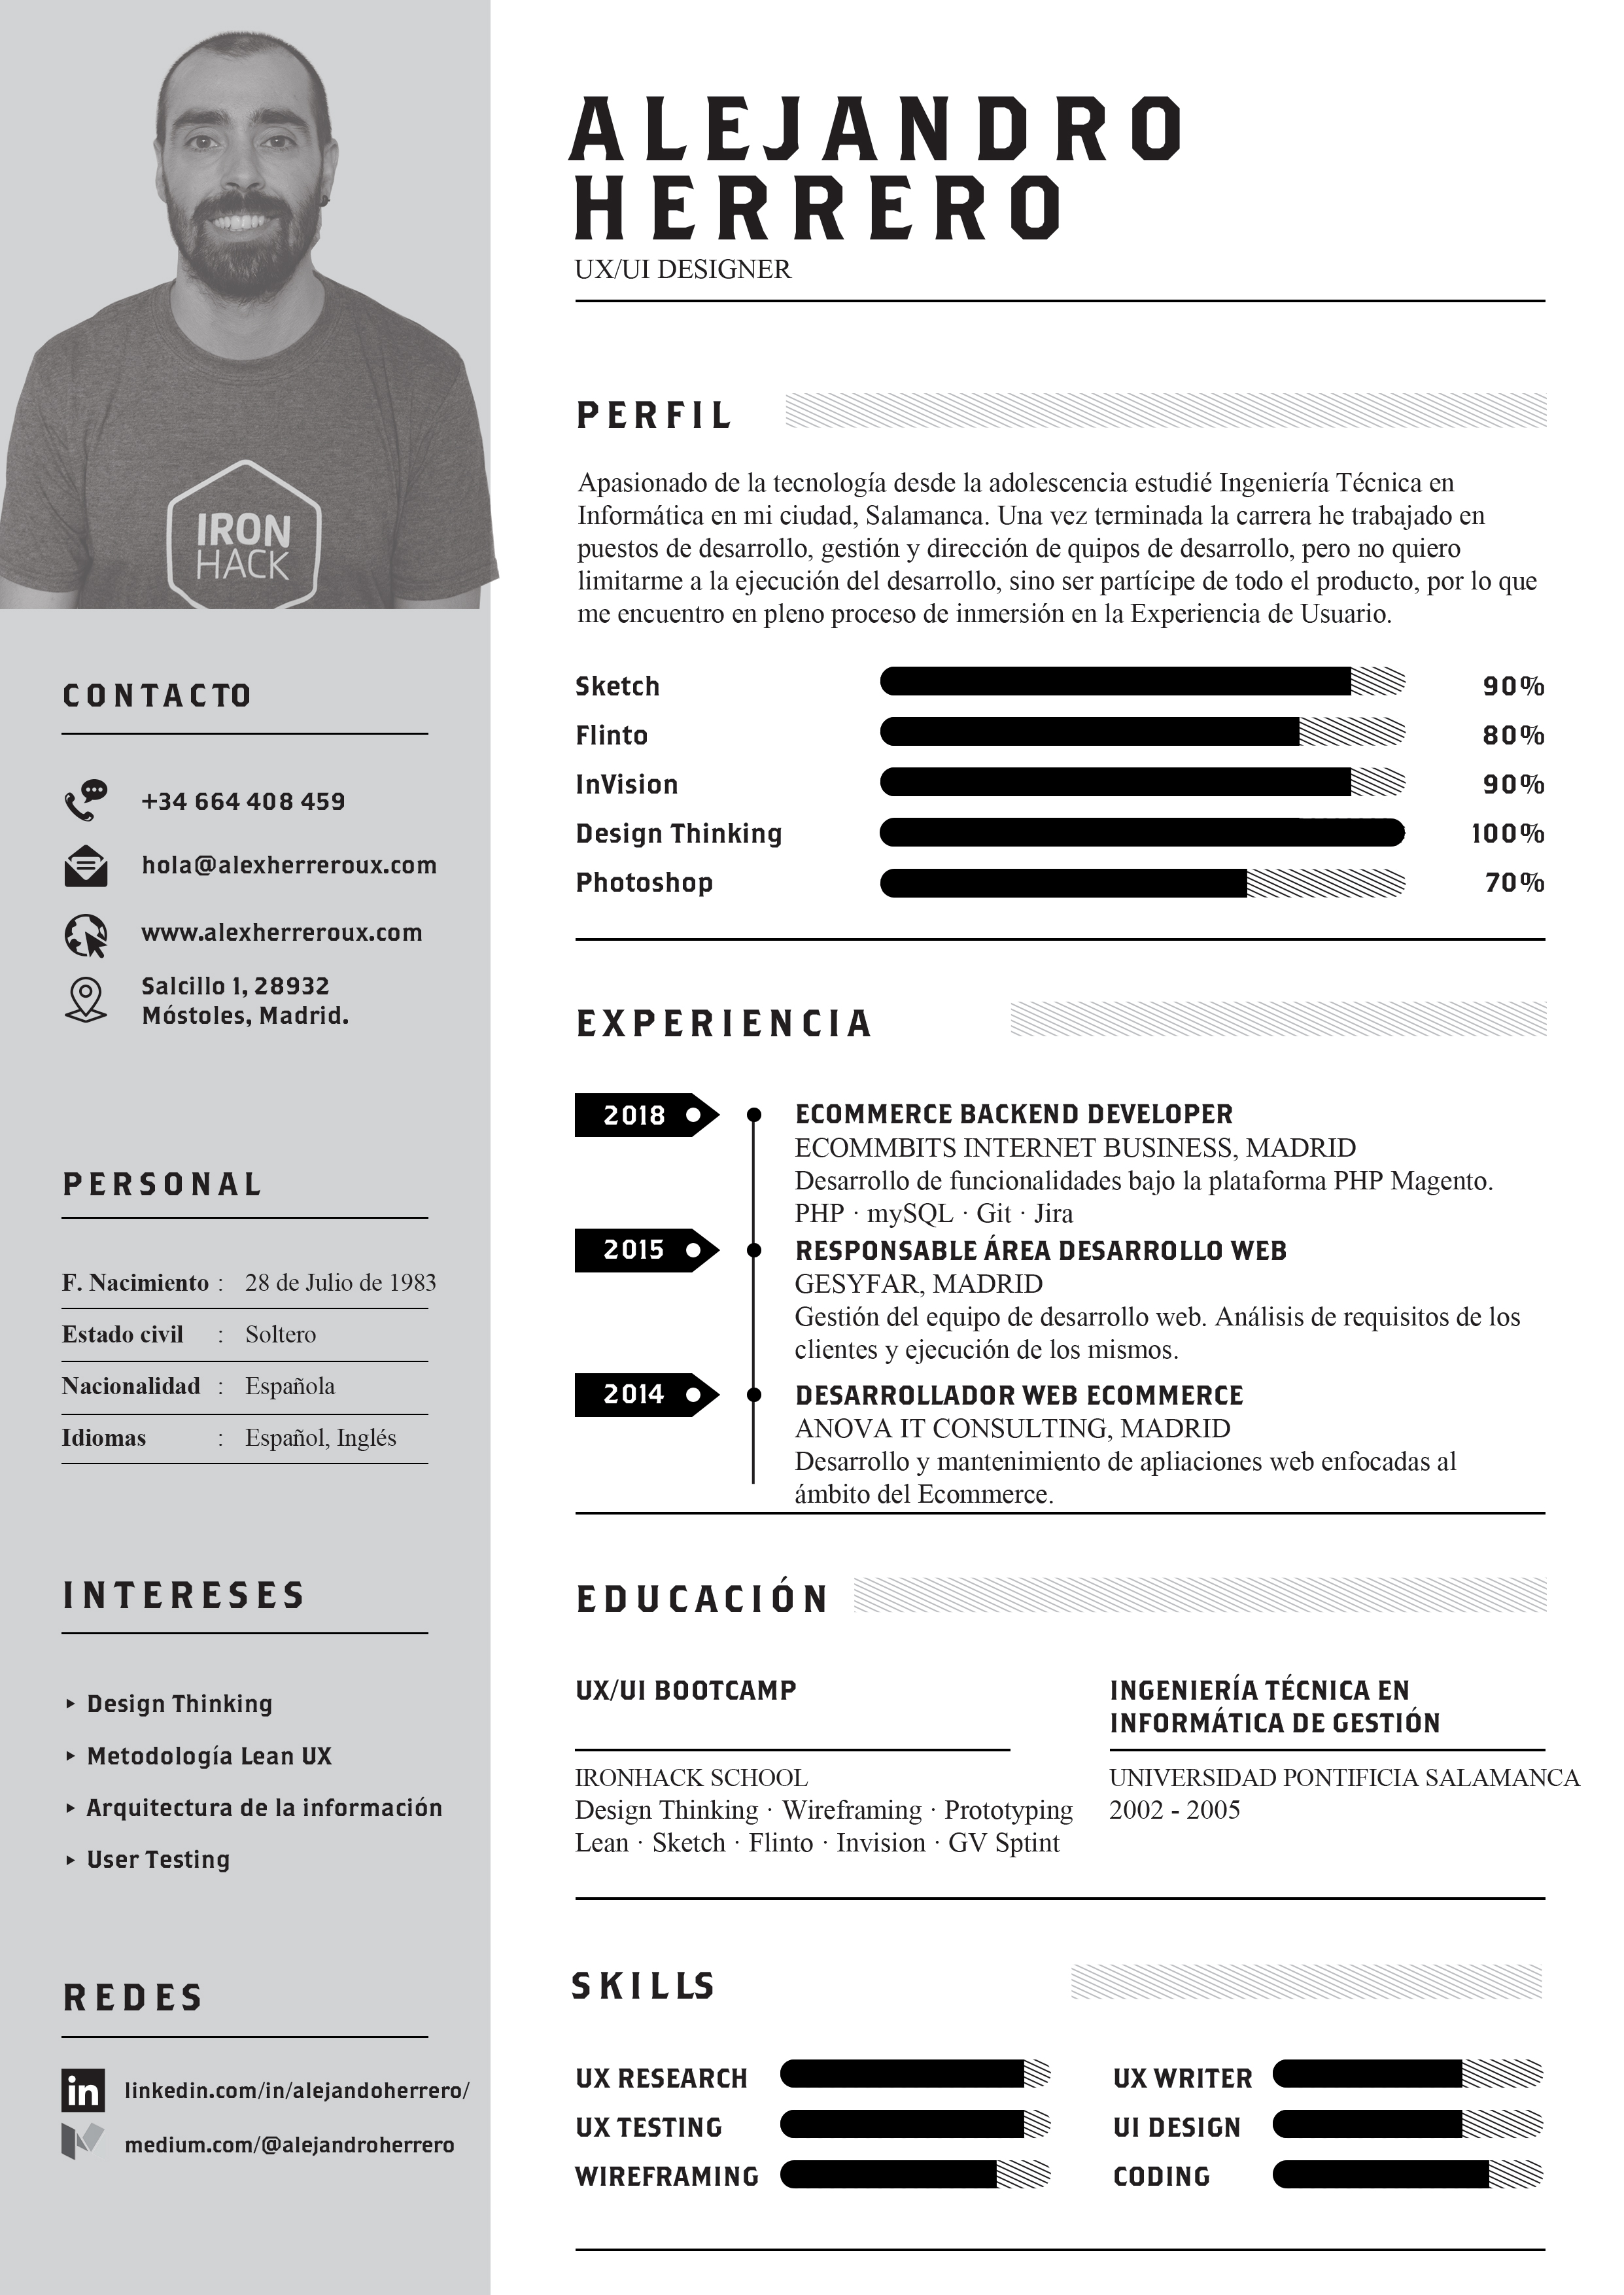 IRON
HACK
CONTACTO
+34 664 408 459
hola@alexherreroux.com
www.alexherreroux.com
Salcillo 1, 28932
Móstoles, Madrid.
PERSONAL
F. Nacimiento : 28 de Julio de 1983
Estado civil : Soltero
Nacionalidad : Española
Idiomas : Español, Inglés
INTERESES
Design Thinking
Metodología Lean UX
Arquitectura de la información
User Testing
REDES
in linkedin.com/in/alejandoherrero/
medium.com/@alejandroherrero
ALEJANDRO
HERRERO
UX/UI DESIGNER
PERFIL
Apasionado de la tecnología desde la adolescencia estudié Ingeniería Técnica en
Informática en mi ciudad, Salamanca. Una vez terminada la carrera he trabajado en
puestos de desarrollo, gestión y dirección de quipos de desarrollo, pero no quiero
limitarme a la ejecución del desarrollo, sino ser partícipe de todo el producto, por lo que
me encuentro en pleno proceso de inmersión en la Experiencia de Usuario.
Sketch 90%
Flinto 80%
InVision 90%
Design Thinking 100%
Photoshop 70%
EXPERIENCIA
2018 ECOMMERCE BACKEND DEVELOPER
ECOMMBITS INTERNET BUSINESS, MADRID
Desarrollo de funcionalidades bajo la plataforma PHP Magento.
PHP · mySQL · Git · Jira
2015 RESPONSABLE ÁREA DESARROLLO WEB
GESYFAR, MADRID
Gestión del equipo de desarrollo web. Análisis de requisitos de los
clientes y ejecución de los mismos.
2014 DESARROLLADOR WEB ECOMMERCE
ANOVA IT CONSULTING, MADRID
Desarrollo y mantenimiento de apliaciones web enfocadas al
ámbito del Ecommerce.
EDUCACIÓN
UX/UI BOOTCAMP
IRONHACK SCHOOL
Design Thinking · Wireframing · Prototyping
Lean · Sketch · Flinto · Invision · GV Sptint
INGENIERÍA TÉCNICA EN
INFORMÁTICA DE GESTIÓN
UNIVERSIDAD PONTIFICIA SALAMANCA
2002 - 2005
SKILLS
UX RESEARCH
UX TESTING
WIREFRAMING
UX WRITER
UI DESIGN
CODING